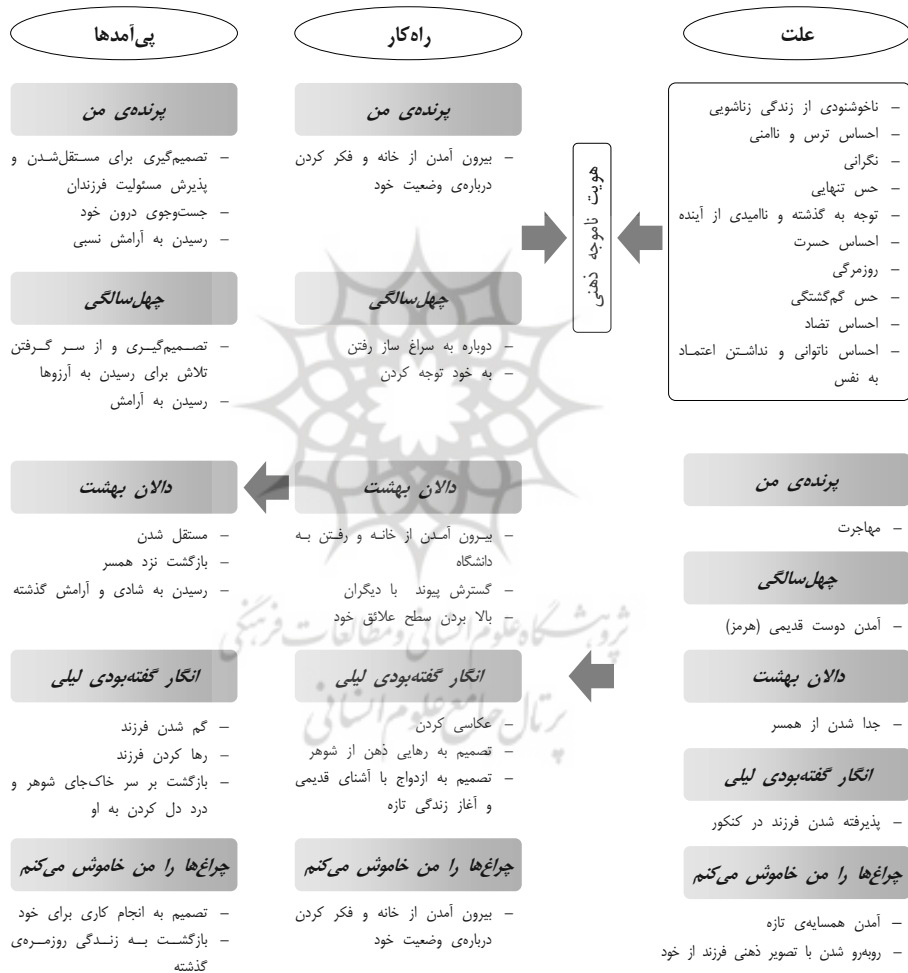 علت
راه‌کار
پی‌آمدها
– ناخوشنودی از زندگی زناشویی
– احساس ترس و ناامنی
– نگرانی
– حس تنهایی
– توجه به گذشته و ناامیدی از آینده
– احساس حسرت
– روزمرگی
– حس گم‌گشتگی
– احساس تضاد
– احساس ناتوانی و نداشتن اعتماد
به نفس
پرنده‌ی من
– مهاجرت
چهل‌سالگی
– آمدن دوست قدیمی (هرمز)
دالان بهشت
– جدا شدن از همسر
انگار گفته‌بودی لیلی
– پذیرفته شدن فرزند در کنکور
چراغ‌ها را من خاموش می‌کنم
– آمدن همسایه‌ی تازه
– روبه‌رو شدن با تصویر ذهنی فرزند از خود
هویت ناموجه ذهنی
پرنده‌ی من
– بیرون آمدن از خانه و فکر کردن
درباره‌ی وضعیت خود
چهل‌سالگی
– دوباره به سراغ ساز رفتن
– به خود توجه کردن
دالان بهشت
– بیرون آمدن از خانه و رفتن به
دانشگاه
– گسترش پیوند با دیگران
– بالا بردن سطح علائق خود
انگار گفته‌بودی لیلی
– عکاسی کردن
– تصمیم به رهایی ذهن از شوهر
– تصمیم به ازدواج با آشنای قدیمی
و آغاز زندگی تازه
چراغ‌ها را من خاموش می‌کنم
– بیرون آمدن از خانه و فکر کردن
درباره‌ی وضعیت خود
پرنده‌ی من
– تصمیم‌گیری برای مستقل‌شدن و
پذیرش مسئولیت فرزندان
– جست‌وجوی درون خود
– رسیدن به آرامش نسبی
چهل‌سالگی
– تصمیم‌گیری و از سر گرفتن
تلاش برای رسیدن به آرزوها
– رسیدن به آرامش
دالان بهشت
– مستقل شدن
– بازگشت نزد همسر
– رسیدن به شادی و آرامش گذشته
انگار گفته‌بودی لیلی
– گم شدن فرزند
– رها کردن فرزند
– بازگشت بر سر خاک‌جای شوهر و
درد دل کردن به او
چراغ‌ها را من خاموش می‌کنم
– تصمیم به انجام کاری برای خود
– بازگشت به زندگی روزمره‌ی
گذشته
پژوهشگاه علوم انسانی و مطالعات فرهنگی
پرتال جامع علوم انسانی